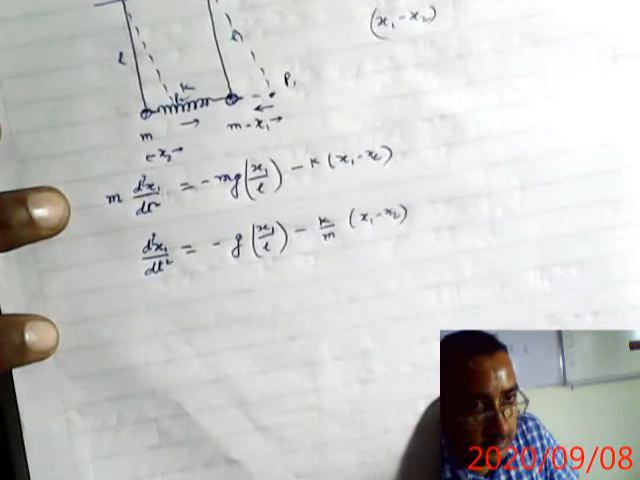 (x₁-x₂)
l
K
P₁
m
m
-x₁→
x₂→
m d²x₁/dt² = -mg(x₁/l) - K(x₁-x₂)
d²x₁/dt² = -g(x₁/l) - K/m (x₁-x₂)
2020/09/08